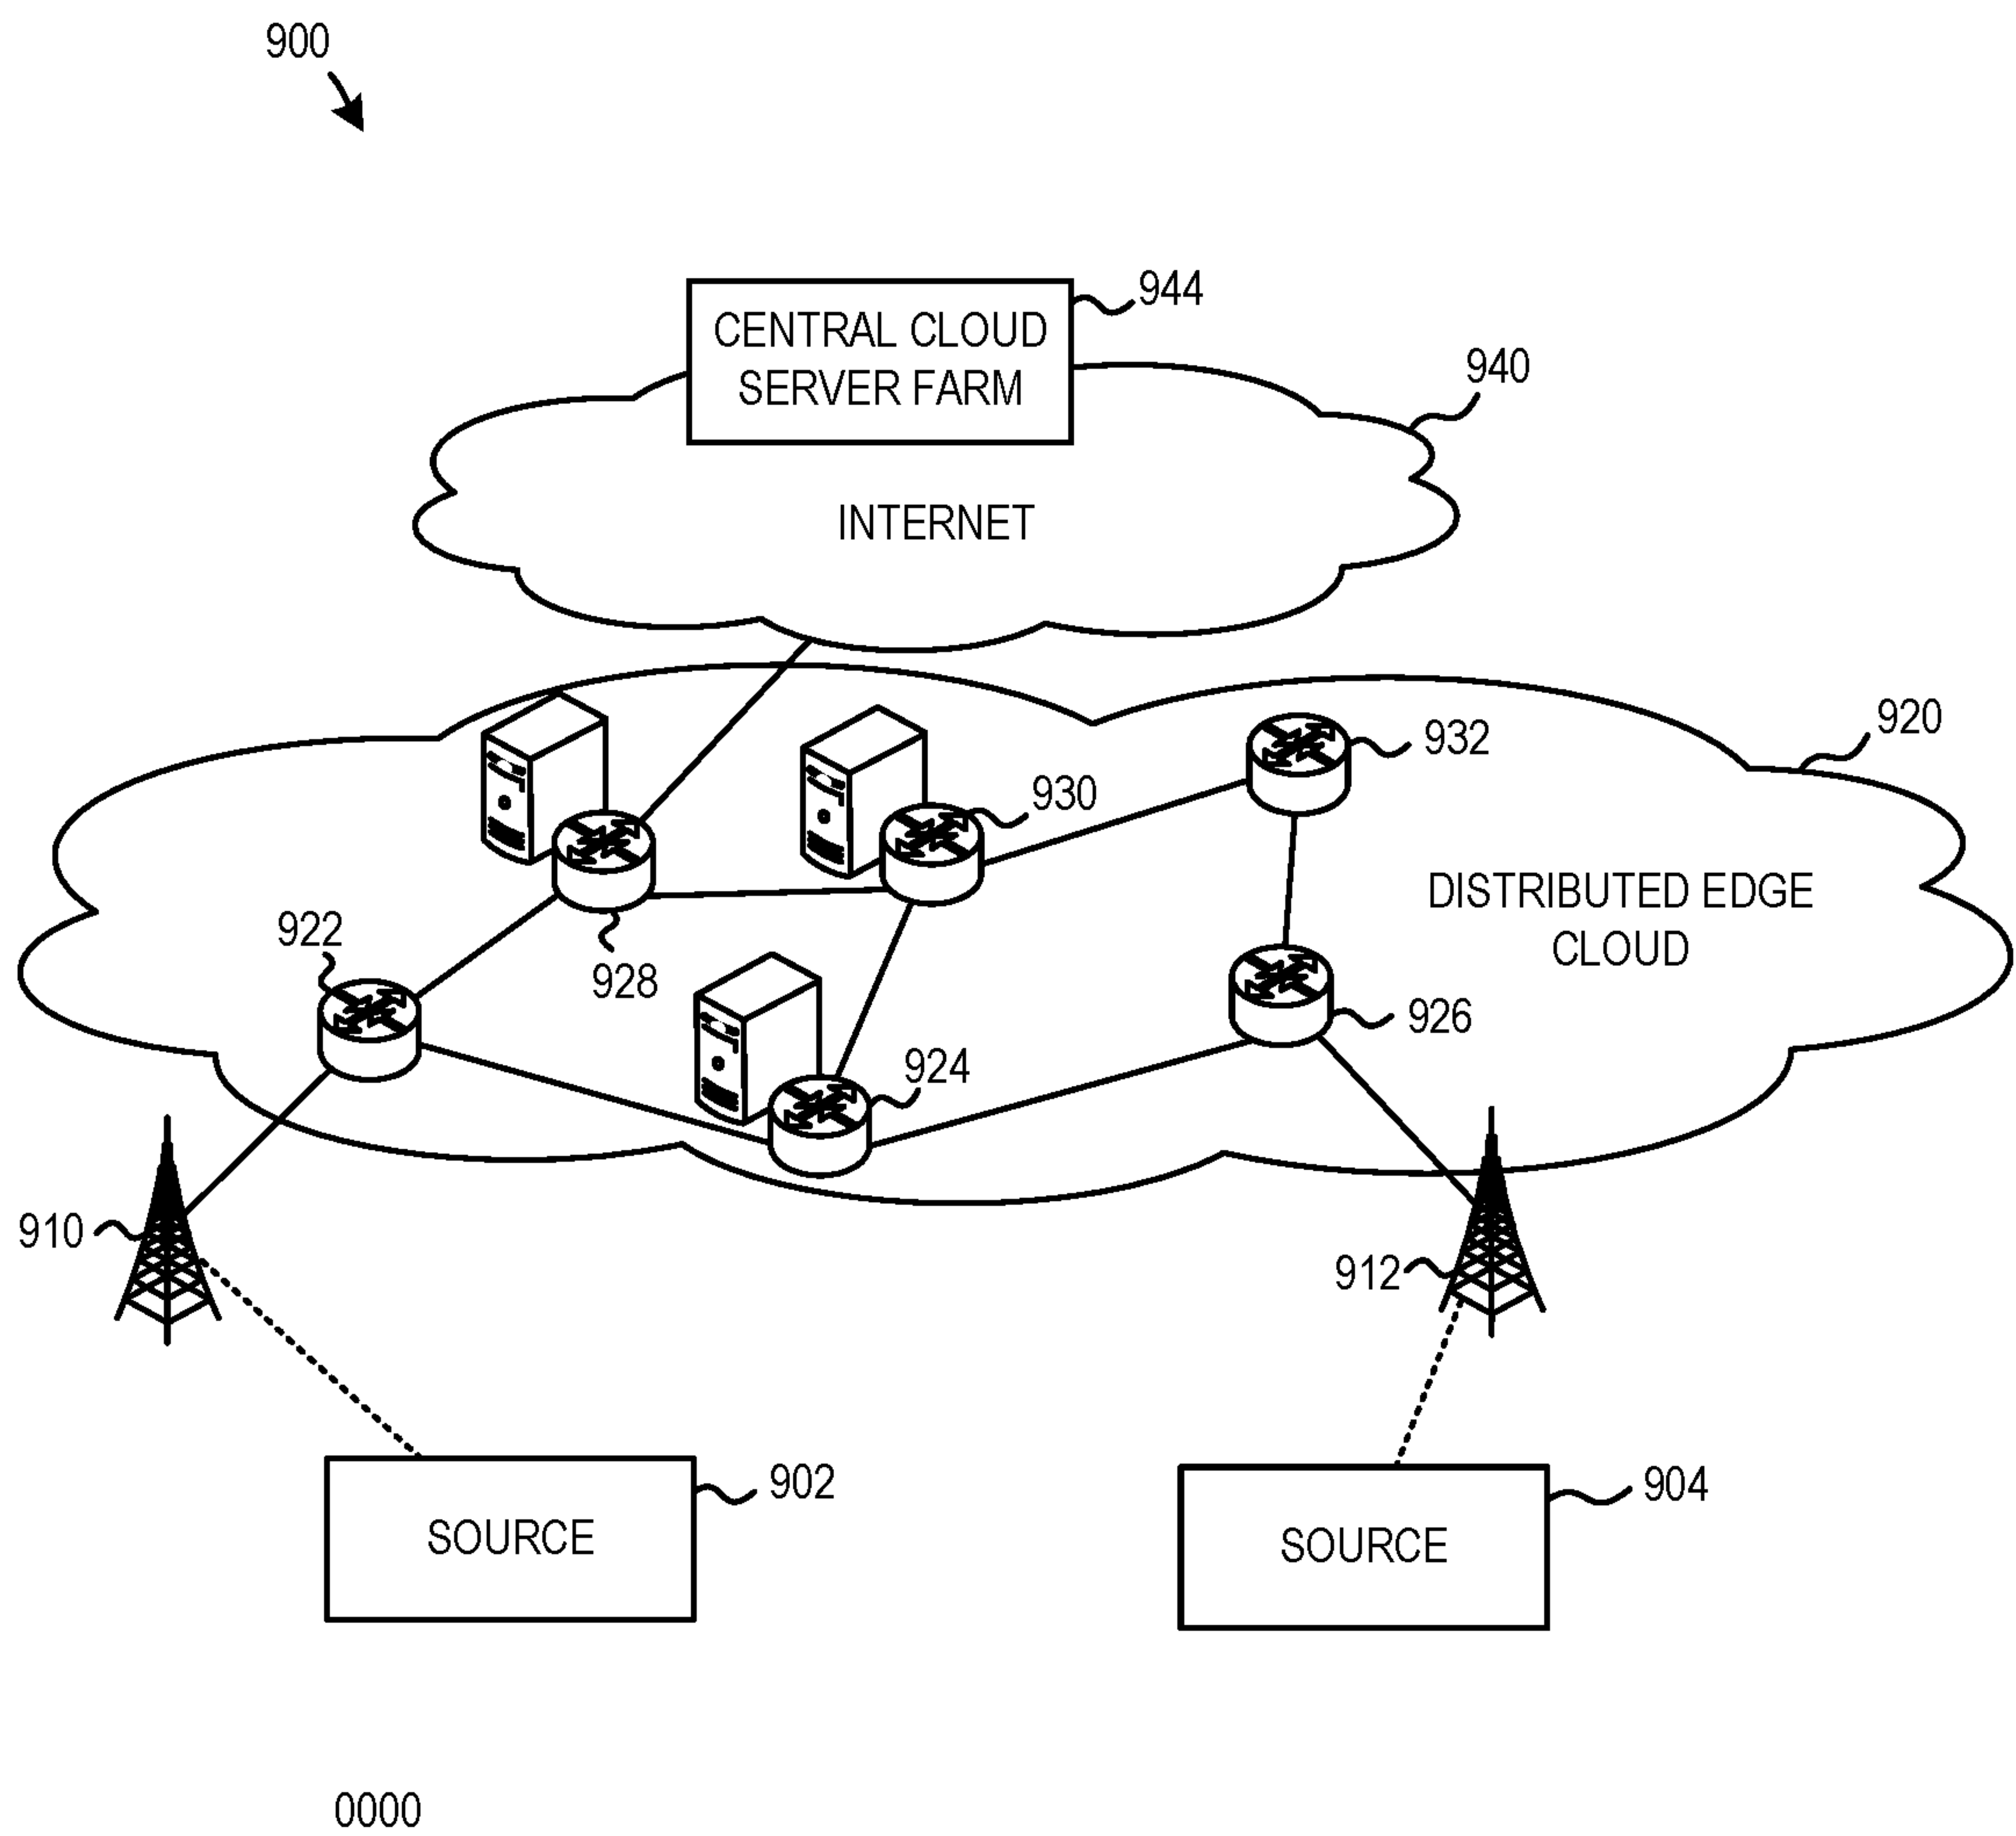 900
944
CENTRAL CLOUD
SERVER FARM
940
INTERNET
920
932
930
DISTRIBUTED EDGE
CLOUD
922
928
926
924
910
912
902
904
SOURCE
SOURCE
0000